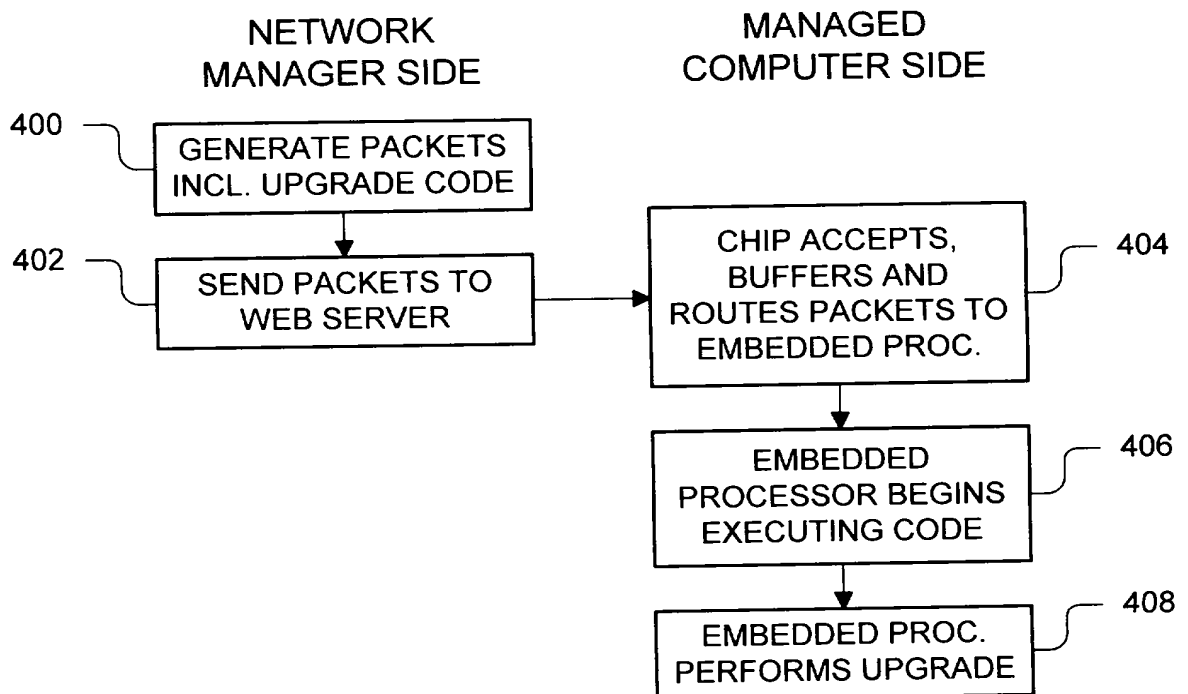 NETWORK
MANAGER SIDE
MANAGED
COMPUTER SIDE
400
GENERATE PACKETS
INCL. UPGRADE CODE
402
SEND PACKETS TO
WEB SERVER
CHIP ACCEPTS,
BUFFERS AND
ROUTES PACKETS TO
EMBEDDED PROC.
404
EMBEDDED
PROCESSOR BEGINS
EXECUTING CODE
406
EMBEDDED PROC.
PERFORMS UPGRADE
408